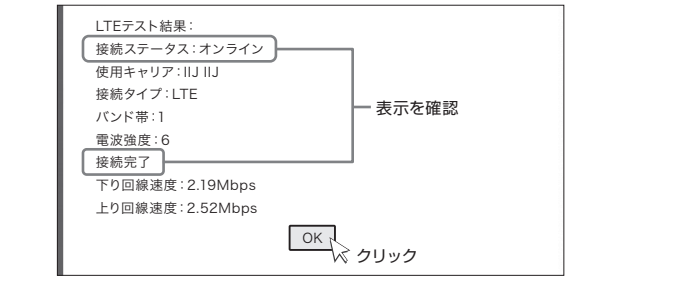 LTEテスト結果：
接続ステータス：オンライン
使用キャリア：IIJ IIJ
接続タイプ：LTE
バンド帯：1
電波強度：6
接続完了
下り回線速度：2.19Mbps
上り回線速度：2.52Mbps
表示を確認
OK
クリック